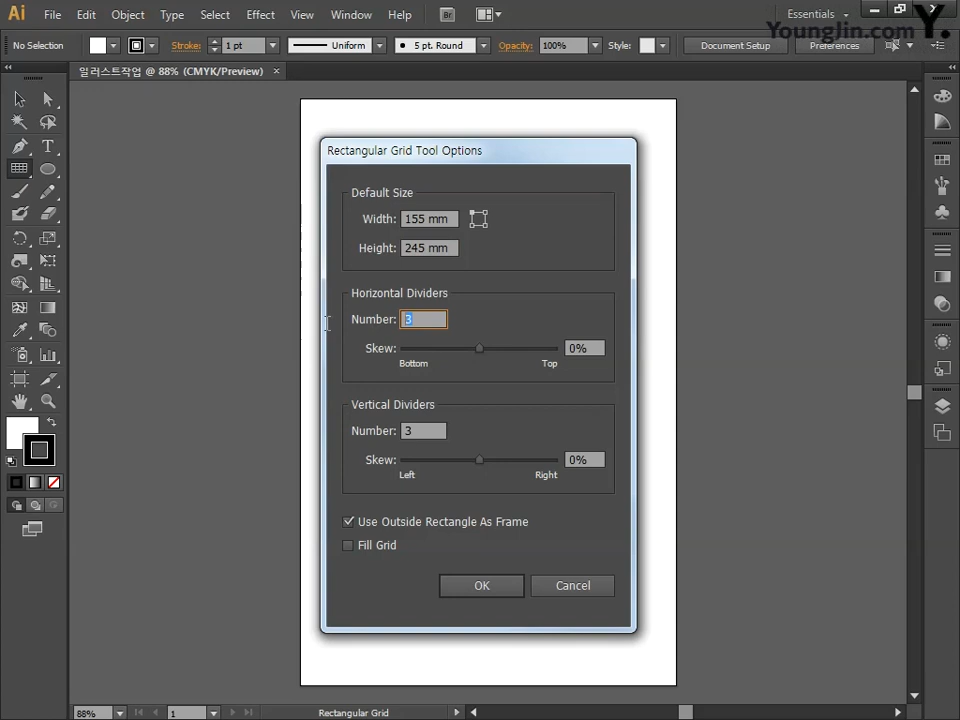 Ai File Edit Object Type Select Effect View Window Help Br Essentials
YoungJin.com Y.
No Selection Stroke: 1 pt Uniform 5 pt. Round Opacity: 100% Style: Document Setup Preferences
일러스트작업 @ 88% (CMYK/Preview) ×
Rectangular Grid Tool Options
Default Size
Width: 155 mm
Height: 245 mm
Horizontal Dividers
Number: 3
Skew: 0%
Bottom Top
Vertical Dividers
Number: 3
Skew: 0%
Left Right
Use Outside Rectangle As Frame
Fill Grid
OK Cancel
88% 1 Rectangular Grid